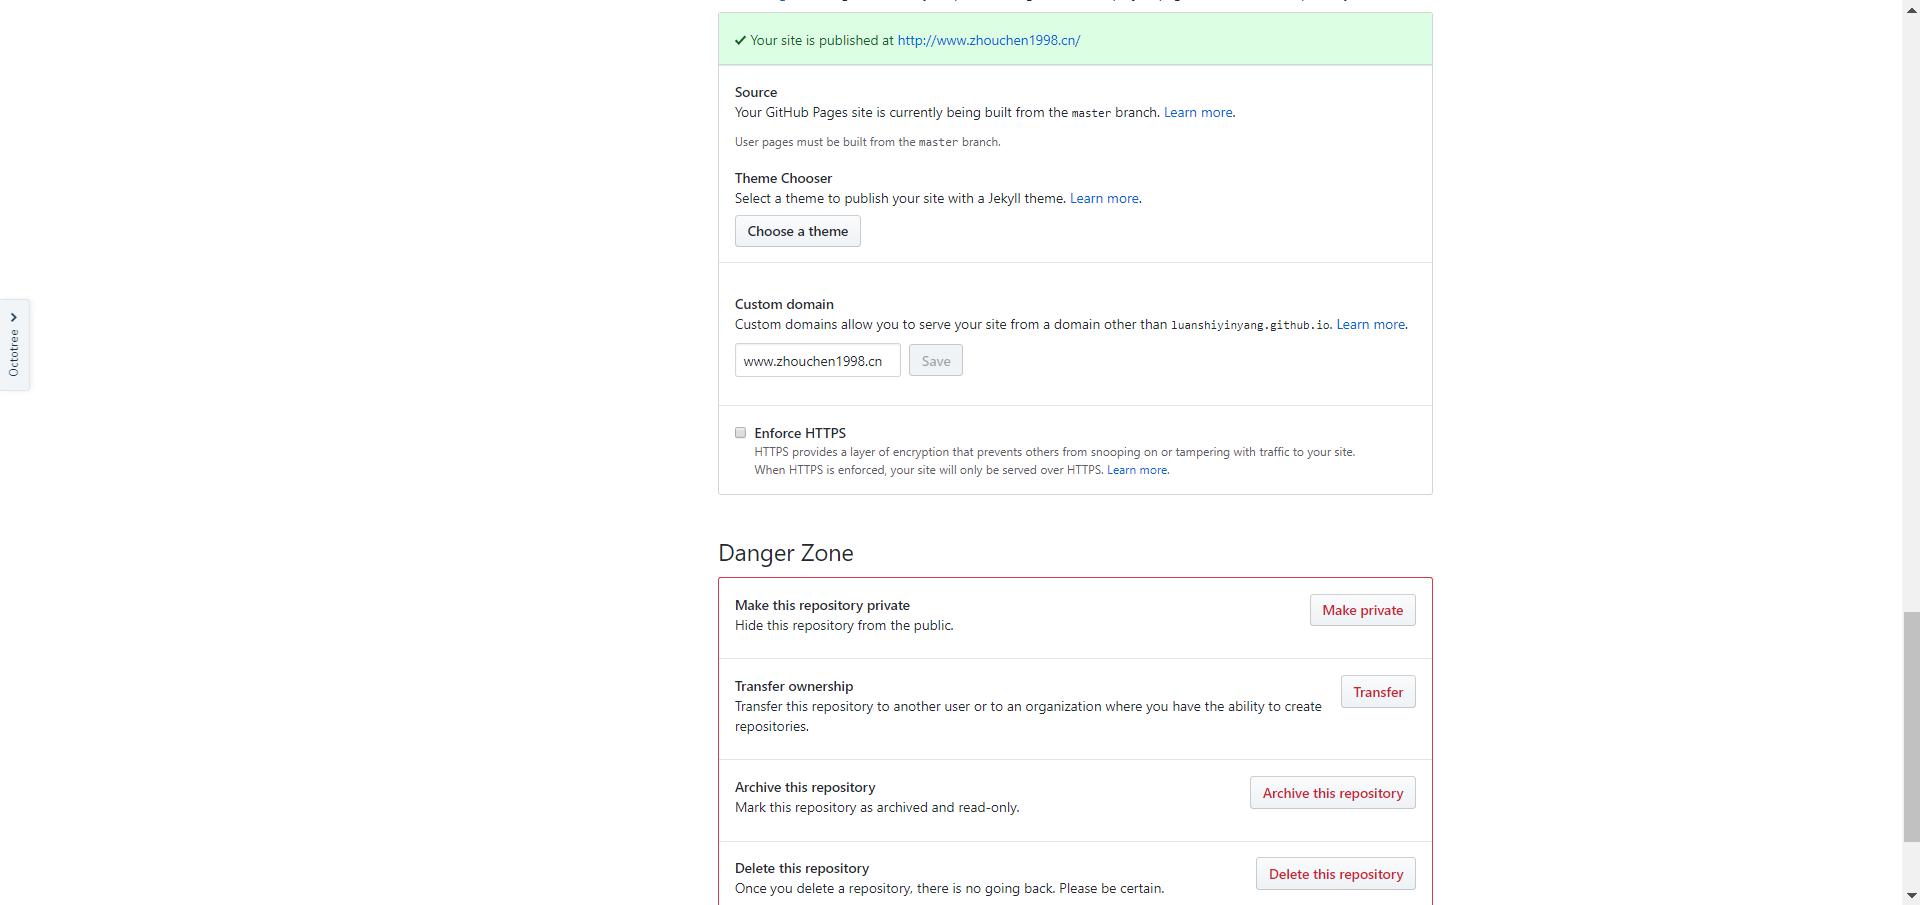 ✓ Your site is published at http://www.zhouchen1998.cn/
Source
Your GitHub Pages site is currently being built from the master branch. Learn more.
User pages must be built from the master branch.
Theme Chooser
Select a theme to publish your site with a Jekyll theme. Learn more.
Choose a theme
Octotree
Custom domain
Custom domains allow you to serve your site from a domain other than luanshiyinyang.github.io. Learn more.
www.zhouchen1998.cn Save
Enforce HTTPS
HTTPS provides a layer of encryption that prevents others from snooping on or tampering with traffic to your site.
When HTTPS is enforced, your site will only be served over HTTPS. Learn more.
Danger Zone
Make this repository private
Hide this repository from the public.
Make private
Transfer ownership
Transfer this repository to another user or to an organization where you have the ability to create
repositories.
Transfer
Archive this repository
Mark this repository as archived and read-only.
Archive this repository
Delete this repository
Once you delete a repository, there is no going back. Please be certain.
Delete this repository